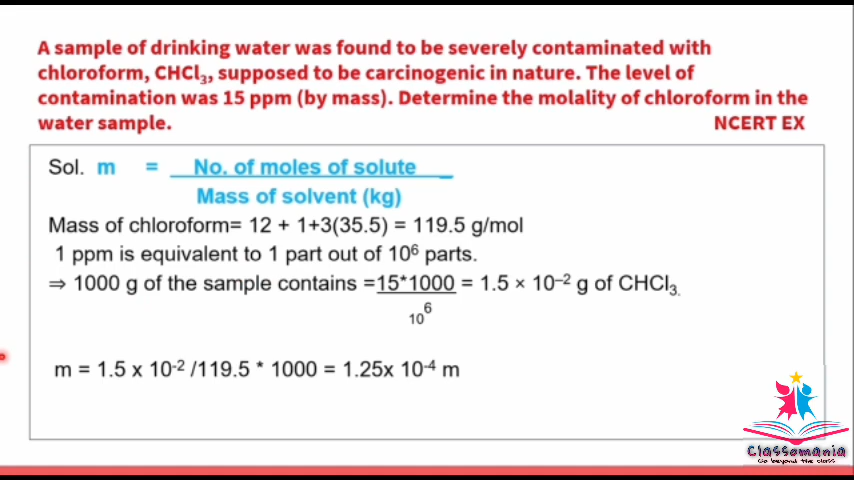 A sample of drinking water was found to be severely contaminated with
chloroform, CHCl₃, supposed to be carcinogenic in nature. The level of
contamination was 15 ppm (by mass). Determine the molality of chloroform in the
water sample. NCERT EX
Sol. m = No. of moles of solute
Mass of solvent (kg)
Mass of chloroform= 12 + 1+3(35.5) = 119.5 g/mol
1 ppm is equivalent to 1 part out of 10⁶ parts.
⇒ 1000 g of the sample contains =15*1000 = 1.5 × 10⁻² g of CHCl₃.
10⁶
m = 1.5 x 10⁻² /119.5 * 1000 = 1.25x 10⁻⁴ m
Classomania
Go beyond the class